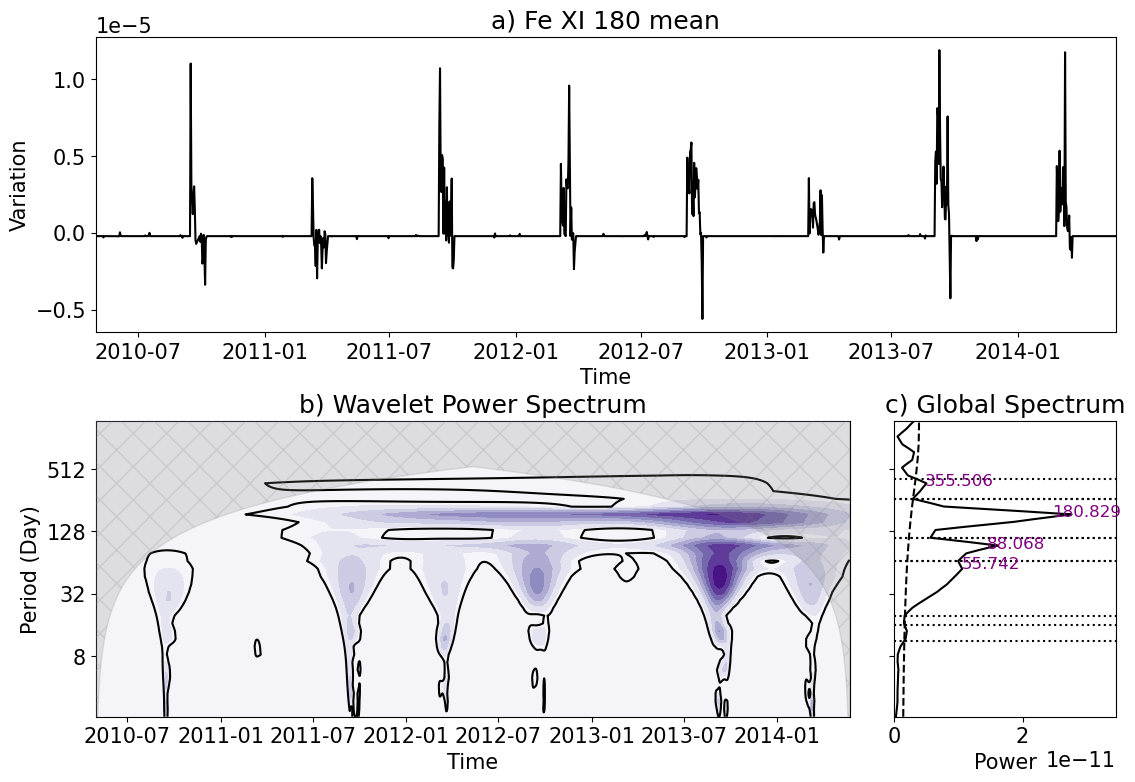 a) Fe XI 180 mean
1e−5
1.0
0.5
0.0
−0.5
Variation
2010-07 2011-01 2011-07 2012-01 2012-07 2013-01 2013-07 2014-01
Time
b) Wavelet Power Spectrum
512
128
32
8
Period (Day)
2010-07 2011-01 2011-07 2012-01 2012-07 2013-01 2013-07 2014-01
Time
c) Global Spectrum
355.506
180.829
88.068
55.742
0 2
Power 1e−11